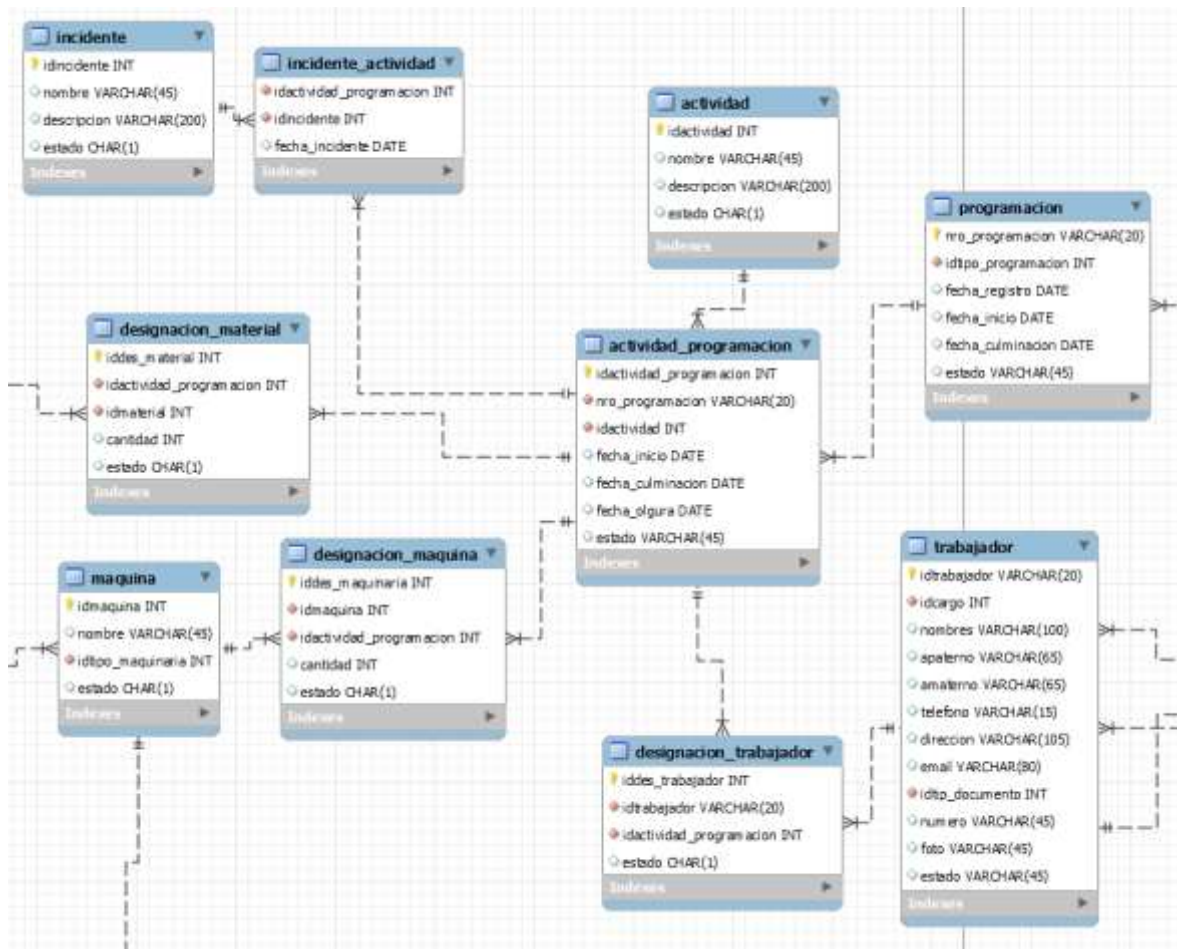 incidente
idincidente INT
nombre VARCHAR(45)
descripcion VARCHAR(200)
estado CHAR(1)
Indexes
incidente_actividad
idactividad_programacion INT
idincidente INT
fecha_incidente DATE
Indexes
actividad
idactividad INT
nombre VARCHAR(45)
descripcion VARCHAR(200)
estado CHAR(1)
Indexes
programacion
nro_programacion VARCHAR(20)
idtipo_programacion INT
fecha_registro DATE
fecha_inicio DATE
fecha_culminacion DATE
estado VARCHAR(45)
Indexes
designacion_material
iddes_material INT
idactividad_programacion INT
idmaterial INT
cantidad INT
estado CHAR(1)
Indexes
actividad_programacion
idactividad_programacion INT
nro_programacion VARCHAR(20)
idactividad INT
fecha_inicio DATE
fecha_culminacion DATE
fecha_olgura DATE
estado VARCHAR(45)
Indexes
maquina
idmaquina INT
nombre VARCHAR(45)
idtipo_maquinaria INT
estado CHAR(1)
Indexes
designacion_maquina
iddes_maquinaria INT
idmaquina INT
idactividad_programacion INT
cantidad INT
estado CHAR(1)
Indexes
designacion_trabajador
iddes_trabajador INT
idtrabajador VARCHAR(20)
idactividad_programacion INT
estado CHAR(1)
Indexes
trabajador
idtrabajador VARCHAR(20)
idcargo INT
nombres VARCHAR(100)
apaterno VARCHAR(65)
amaterno VARCHAR(65)
telefono VARCHAR(15)
direccion VARCHAR(105)
email VARCHAR(80)
idtip_documento INT
numero VARCHAR(45)
foto VARCHAR(45)
estado VARCHAR(45)
Indexes